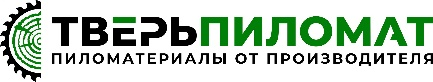 ТВЕРЬПИЛОМАТ
ПИЛОМАТЕРИАЛЫ ОТ ПРОИЗВОДИТЕЛЯ